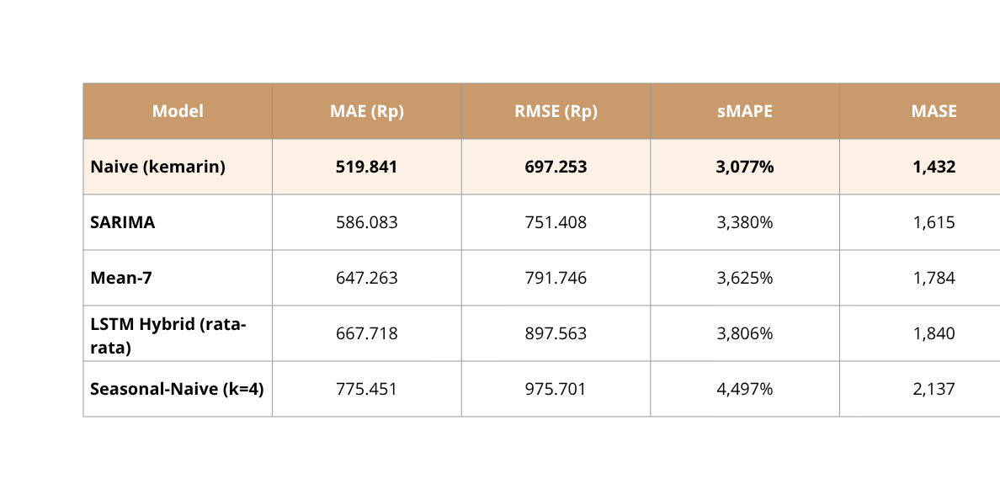 Model MAE (Rp) RMSE (Rp) sMAPE MASE
Naive (kemarin) 519.841 697.253 3,077% 1,432
SARIMA 586.083 751.408 3,380% 1,615
Mean-7 647.263 791.746 3,625% 1,784
LSTM Hybrid (rata-
rata) 667.718 897.563 3,806% 1,840
Seasonal-Naive (k=4) 775.451 975.701 4,497% 2,137